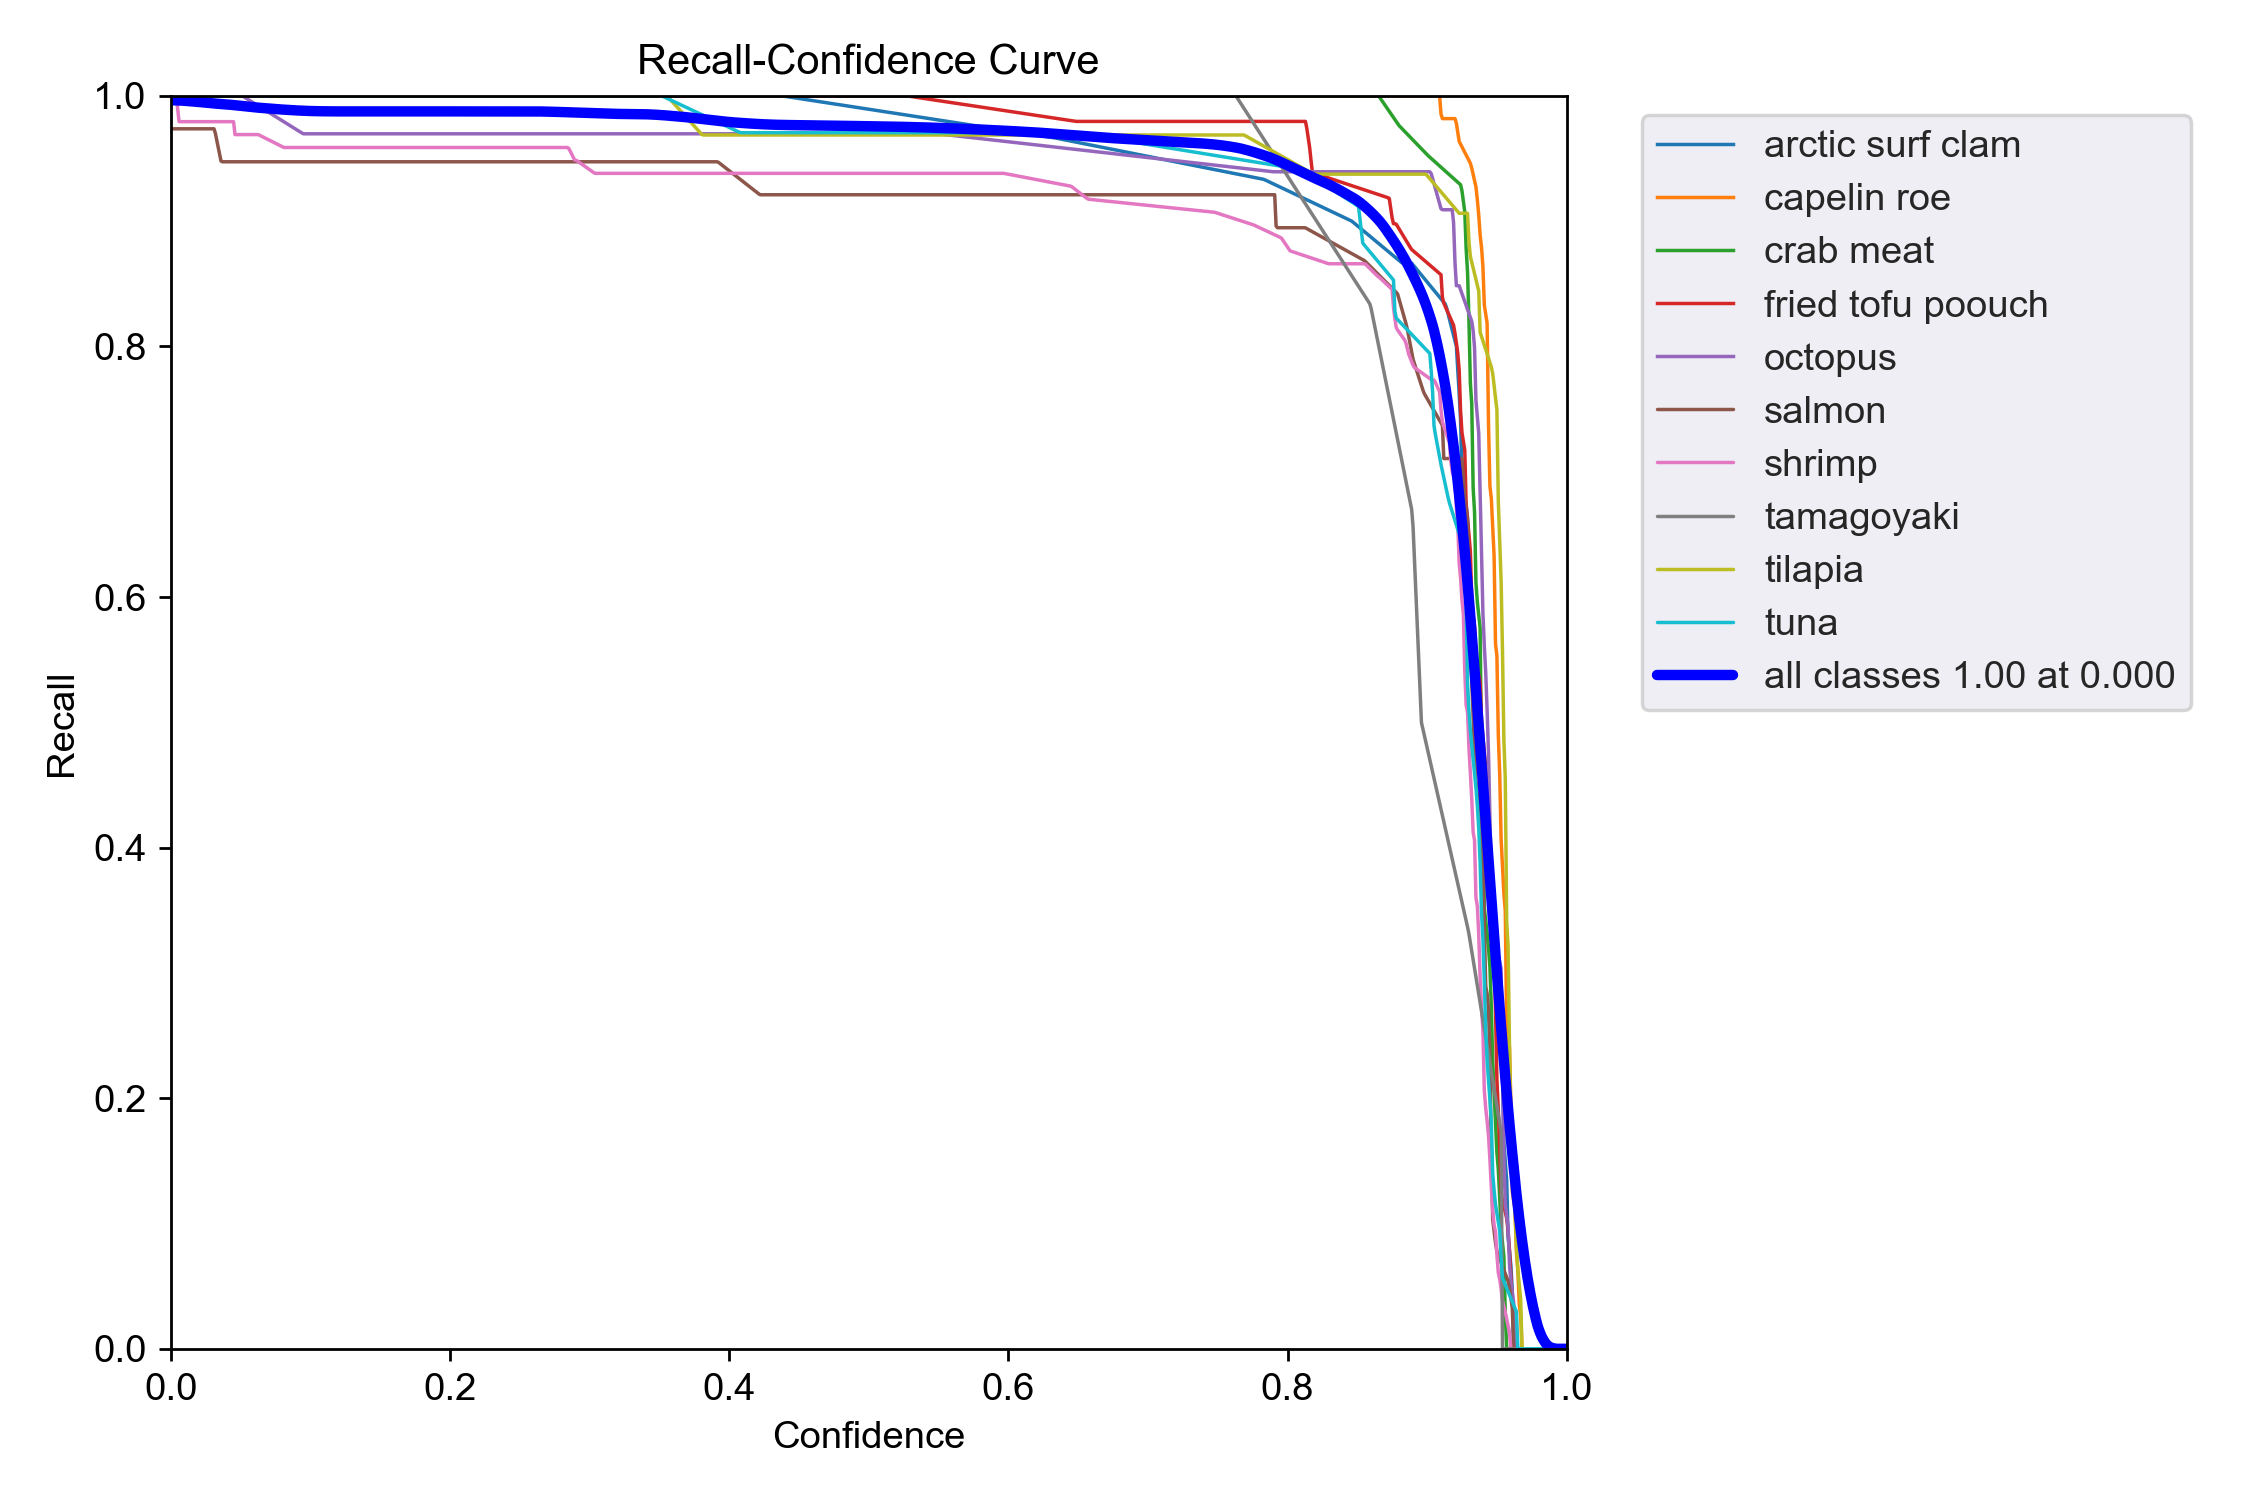 Recall-Confidence Curve
1.0
0.8
0.6
0.4
0.2
0.0
Recall
0.0 0.2 0.4 0.6 0.8 1.0
Confidence
arctic surf clam
capelin roe
crab meat
fried tofu poouch
octopus
salmon
shrimp
tamagoyaki
tilapia
tuna
all classes 1.00 at 0.000